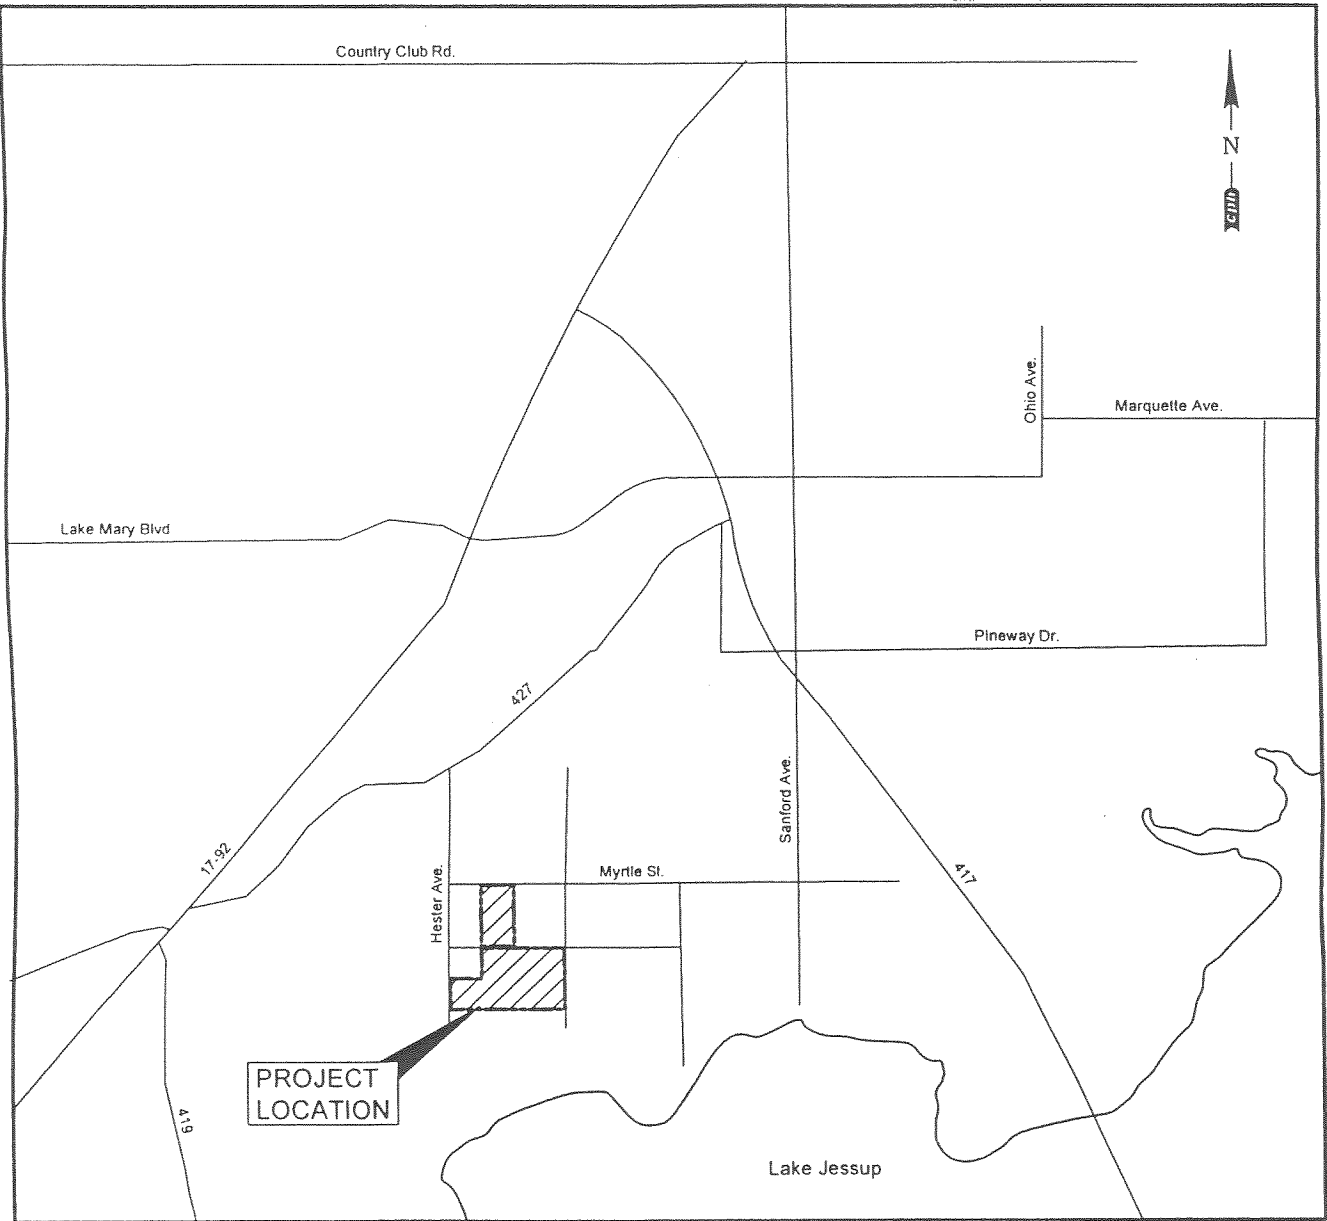 Country Club Rd.
N
cph
Ohio Ave.
Marquette Ave.
Lake Mary Blvd
Pineway Dr.
427
Sanford Ave.
17-92
Hester Ave.
Myrtle St.
417
PROJECT
LOCATION
419
Lake Jessup